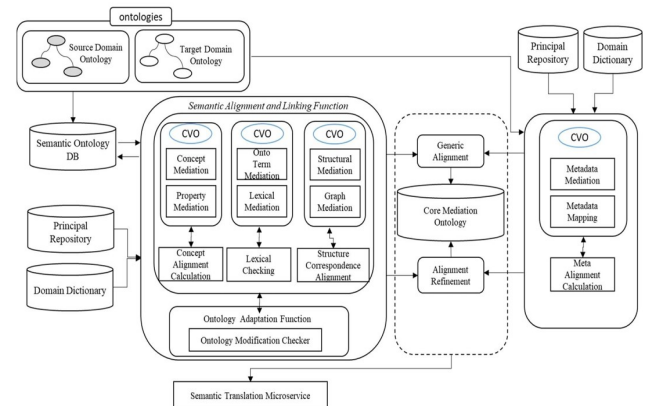 ontologies
Source Domain
Ontology
Target Domain
Ontology
Principal
Repository
Domain
Dictionary
Semantic Alignment and Linking Function
Semantic Ontology
DB
CVO
Concept
Mediation
Property
Mediation
Concept
Alignment
Calculation
CVO
Onto
Term
Mediation
Lexical
Mediation
Lexical
Checking
CVO
Structural
Mediation
Graph
Mediation
Structure
Correspondence
Alignment
Generic
Alignment
Core Mediation
Ontology
Alignment
Refinement
CVO
Metadata
Mediation
Metadata
Mapping
Meta
Alignment
Calculation
Principal
Repository
Domain Dictionary
Ontology Adaptation Function
Ontology Modification Checker
Semantic Translation Microservice